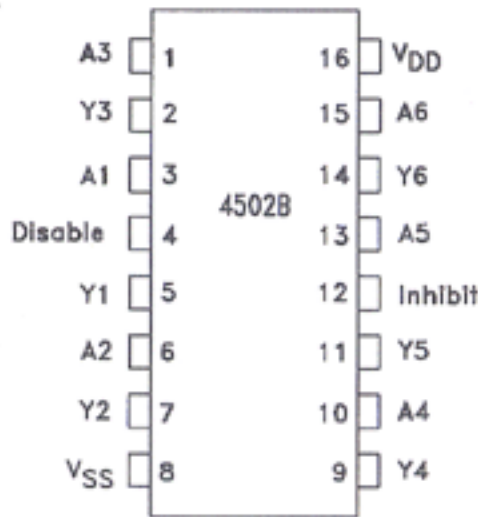 A3 1 16 VDD
Y3 2 15 A6
A1 3 14 Y6
4502B
Disable 4 13 A5
Y1 5 12 Inhibit
A2 6 11 Y5
Y2 7 10 A4
VSS 8 9 Y4